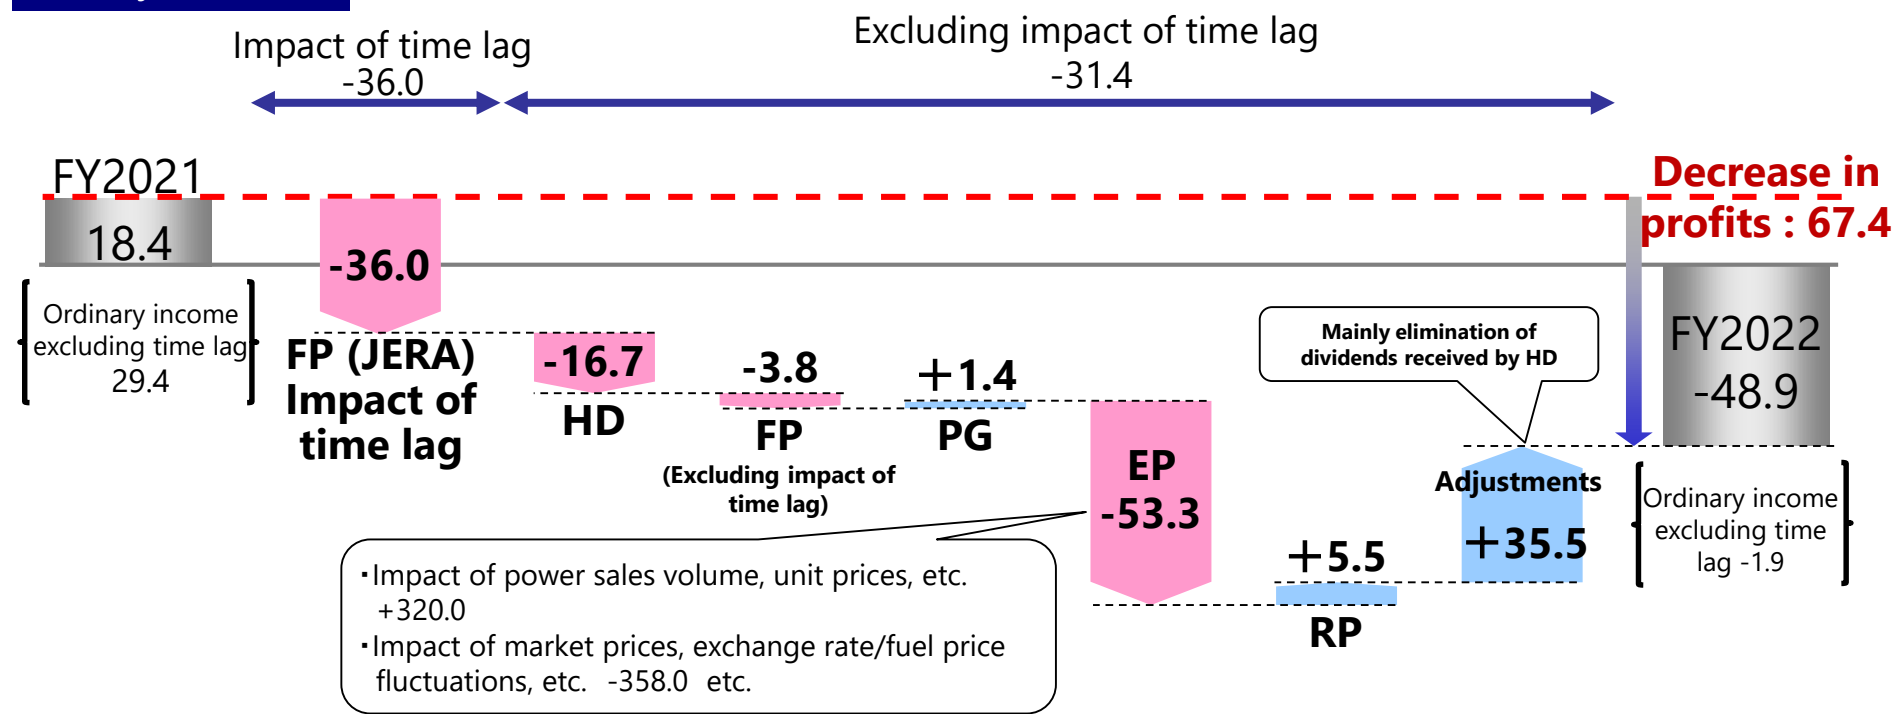 Impact of time lag
-36.0
Excluding impact of time lag
-31.4
FY2021
18.4
Ordinary income
excluding time lag
29.4
-36.0
FP (JERA)
Impact of
time lag
-16.7
HD
-3.8
FP
(Excluding impact of
time lag)
+1.4
PG
EP
-53.3
・Impact of power sales volume, unit prices, etc.
+320.0
・Impact of market prices, exchange rate/fuel price
fluctuations, etc. -358.0 etc.
+5.5
RP
Mainly elimination of
dividends received by HD
Adjustments
+35.5
Decrease in
profits : 67.4
FY2022
-48.9
Ordinary income
excluding time
lag -1.9